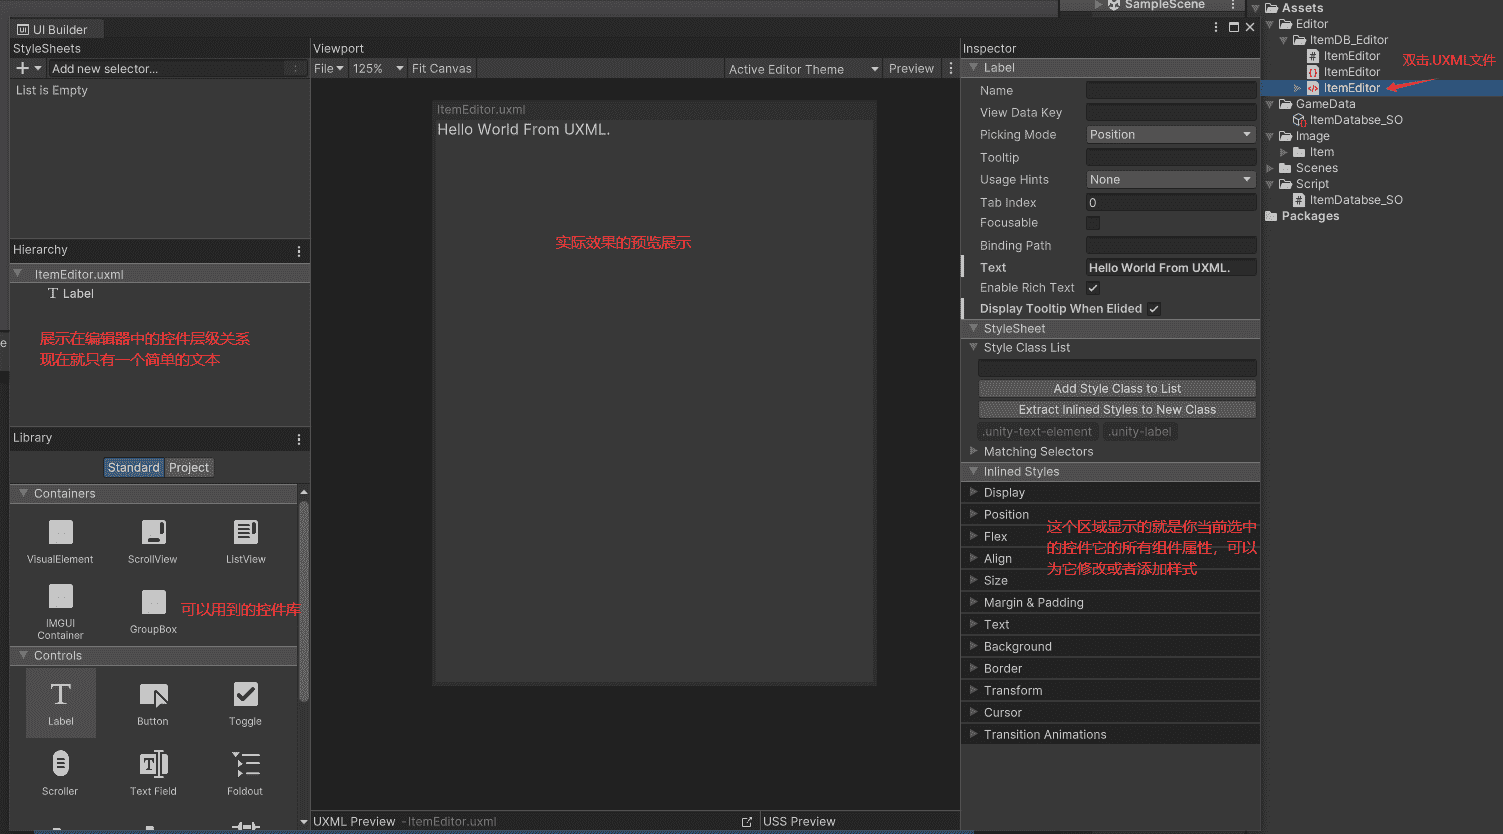 SampleScene
UI Builder
StyleSheets
Add new selector...
List is Empty
Hierarchy
ItemEditor.uxml
Label
展示在编辑器中的控件层级关系
现在就只有一个简单的文本
Library
Standard
Project
Containers
VisualElement
ScrollView
ListView
IMGUI
Container
GroupBox
可以用到的控件库
Controls
Label
Button
Toggle
Scroller
Text Field
Foldout
Viewport
File
125%
Fit Canvas
Active Editor Theme
Preview
ItemEditor.uxml
Hello World From UXML.
实际效果的预览展示
UXML Preview - ItemEditor.uxml
USS Preview
Inspector
Label
Name
View Data Key
Picking Mode Position
Tooltip
Usage Hints None
Tab Index 0
Focusable
Binding Path
Text Hello World From UXML.
Enable Rich Text
Display Tooltip When Elided
StyleSheet
Style Class List
Add Style Class to List
Extract Inlined Styles to New Class
.unity-text-element .unity-label
Matching Selectors
Inlined Styles
Display
Position
Flex
Align
Size
Margin & Padding
Text
Background
Border
Transform
Cursor
Transition Animations
这个区域显示的就是你当前选中
的控件它的所有组件属性，可以
为它修改或者添加样式
Assets
Editor
ItemDB_Editor
ItemEditor
ItemEditor
ItemEditor
双击.UXML文件
GameData
ItemDatabse_SO
Image
Item
Scenes
Script
ItemDatabse_SO
Packages